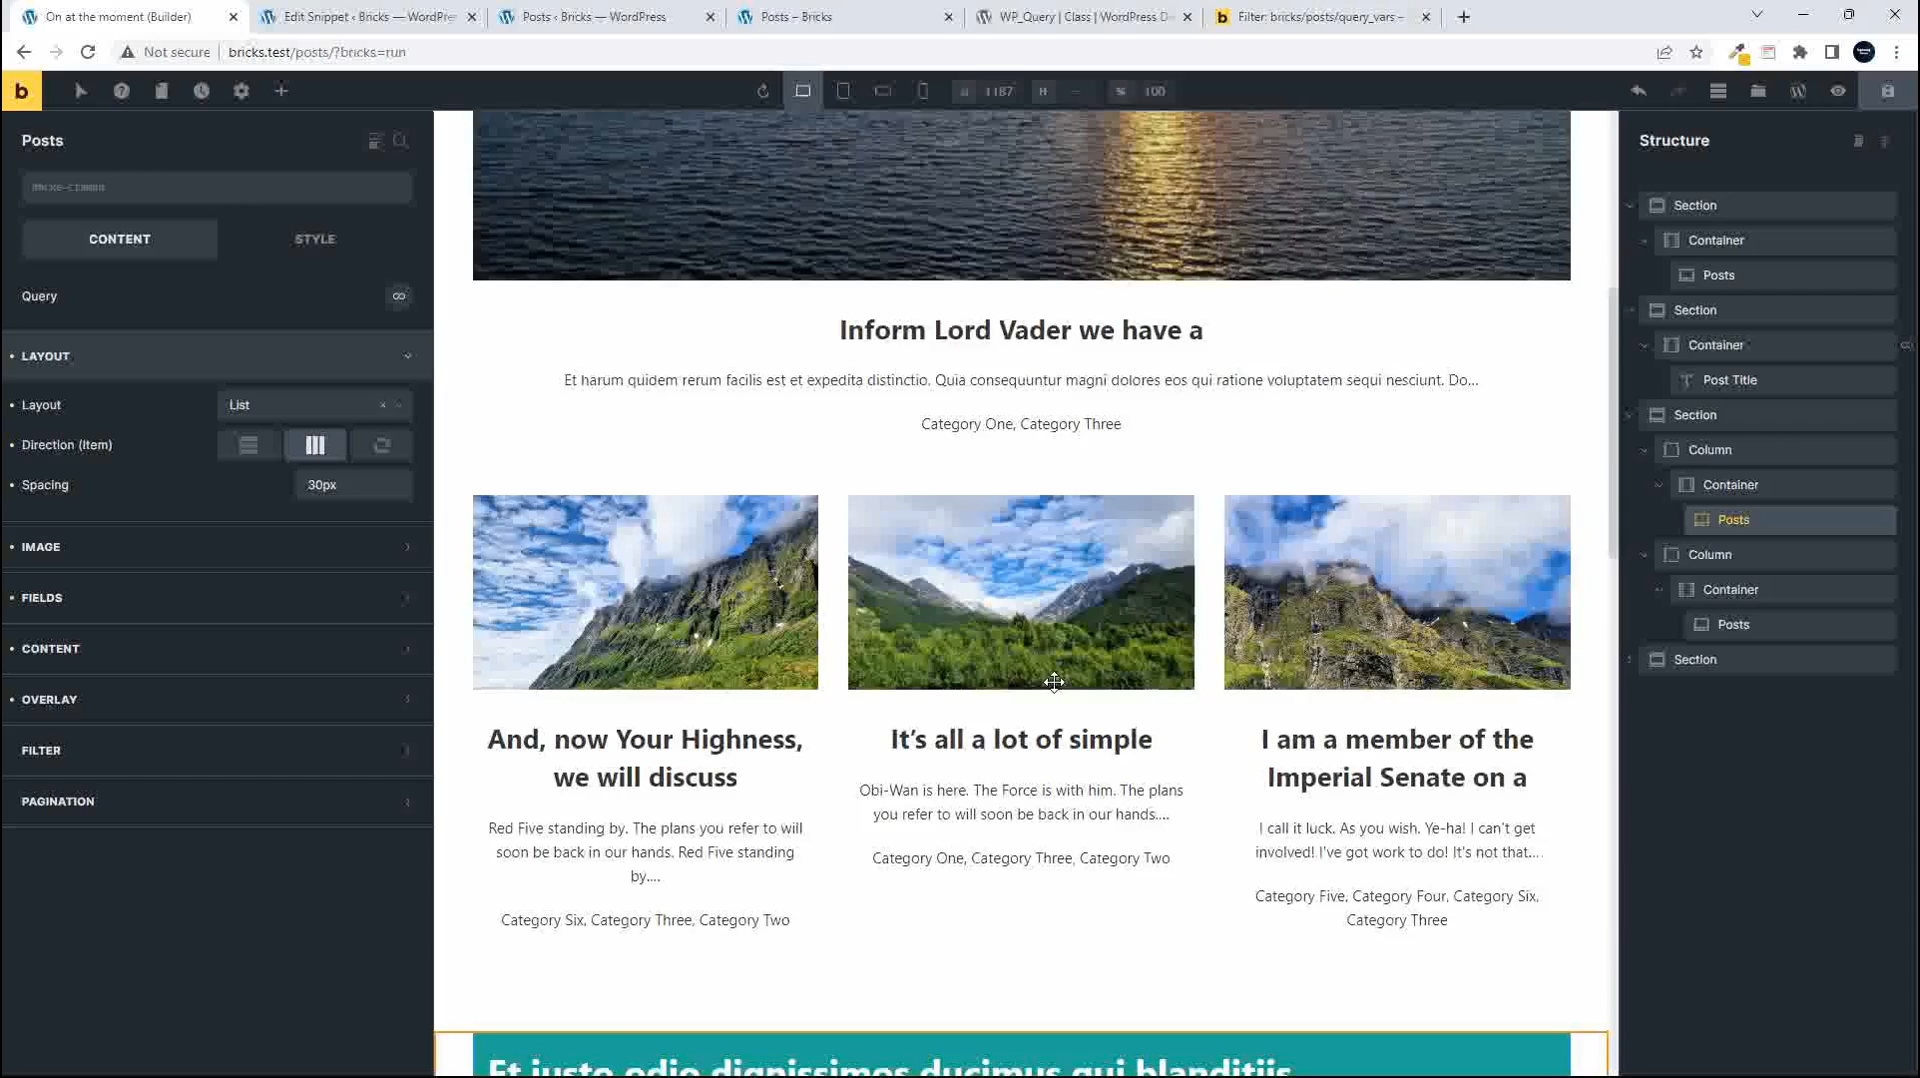 On at the moment (Builder)
Edit Snippet ‹ Bricks — WordPre
Posts ‹ Bricks — WordPress
Posts – Bricks
WP_Query | Class | WordPress D
Filter: bricks/posts/query_vars –
Not secure
bricks.test/posts/?bricks=run
b
1187
H
%
100
Posts
CONTENT
STYLE
Query
LAYOUT
Layout
List
Direction (Item)
Spacing
30px
IMAGE
FIELDS
CONTENT
OVERLAY
FILTER
PAGINATION
Inform Lord Vader we have a
Et harum quidem rerum facilis est et expedita distinctio. Quia consequuntur magni dolores eos qui ratione voluptatem sequi nesciunt. Do...
Category One, Category Three
And, now Your Highness,
we will discuss
Red Five standing by. The plans you refer to will
soon be back in our hands. Red Five standing
by....
Category Six, Category Three, Category Two
It’s all a lot of simple
Obi-Wan is here. The Force is with him. The plans
you refer to will soon be back in our hands....
Category One, Category Three, Category Two
I am a member of the
Imperial Senate on a
I call it luck. As you wish. Ye-ha! I can't get
involved! I've got work to do! It's not that...
Category Five, Category Four, Category Six,
Category Three
Et iusto odio dignissimos ducimus qui blanditiis
Structure
Section
Container
Posts
Section
Container
Post Title
Section
Column
Container
Posts
Column
Container
Posts
Section